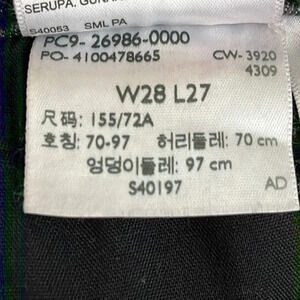 SERUPA.
S40053 SML PA
PC9- 26986-0000
PO- 4100478665 CW-3920
4309
W28 L27
尺码: 155/72A
호칭: 70-97 허리둘레: 70 cm
엉덩이둘레: 97 cm
S40197 AD